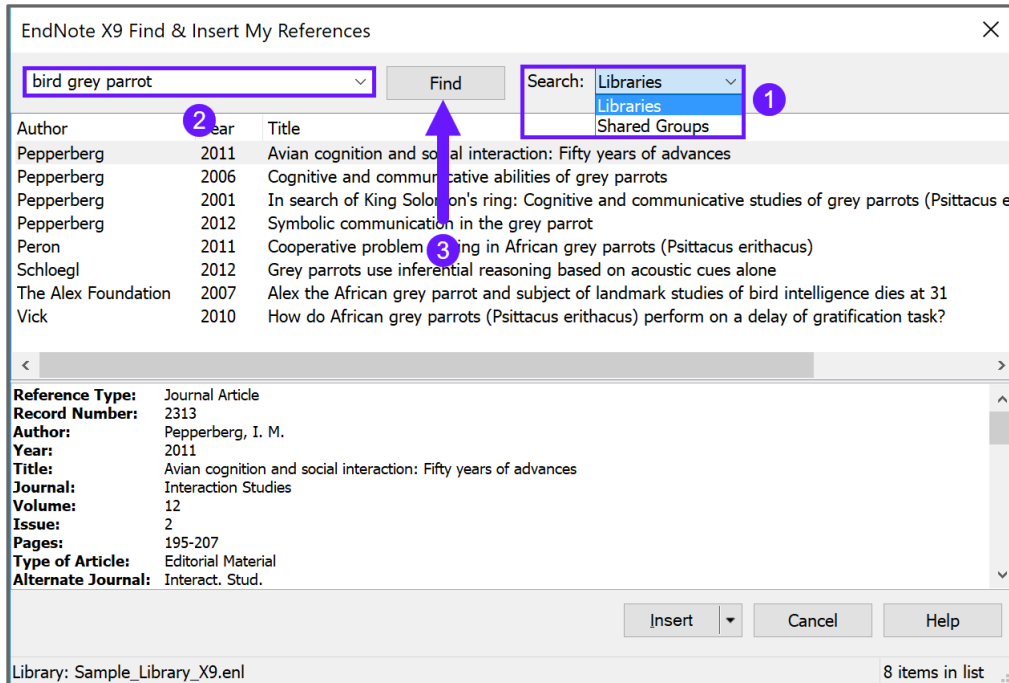 EndNote X9 Find & Insert My References
bird grey parrot Find Search: Libraries 1
Libraries
Shared Groups
2
Author Title
Pepperberg 2011 Avian cognition and social interaction: Fifty years of advances
Pepperberg 2006 Cognitive and communicative abilities of grey parrots
Pepperberg 2001 In search of King Solomon's ring: Cognitive and communicative studies of grey parrots (Psittacus e
Pepperberg 2012 Symbolic communication in the grey parrot
3
Peron 2011 Cooperative problem ing in African grey parrots (Psittacus erithacus)
Schloegl 2012 Grey parrots use inferential reasoning based on acoustic cues alone
The Alex Foundation 2007 Alex the African grey parrot and subject of landmark studies of bird intelligence dies at 31
Vick 2010 How do African grey parrots (Psittacus erithacus) perform on a delay of gratification task?
Reference Type: Journal Article
Record Number: 2313
Author: Pepperberg, I. M.
Year: 2011
Title: Avian cognition and social interaction: Fifty years of advances
Journal: Interaction Studies
Volume: 12
Issue: 2
Pages: 195-207
Type of Article: Editorial Material
Alternate Journal: Interact. Stud.
Insert Cancel Help
Library: Sample_Library_X9.enl 8 items in list